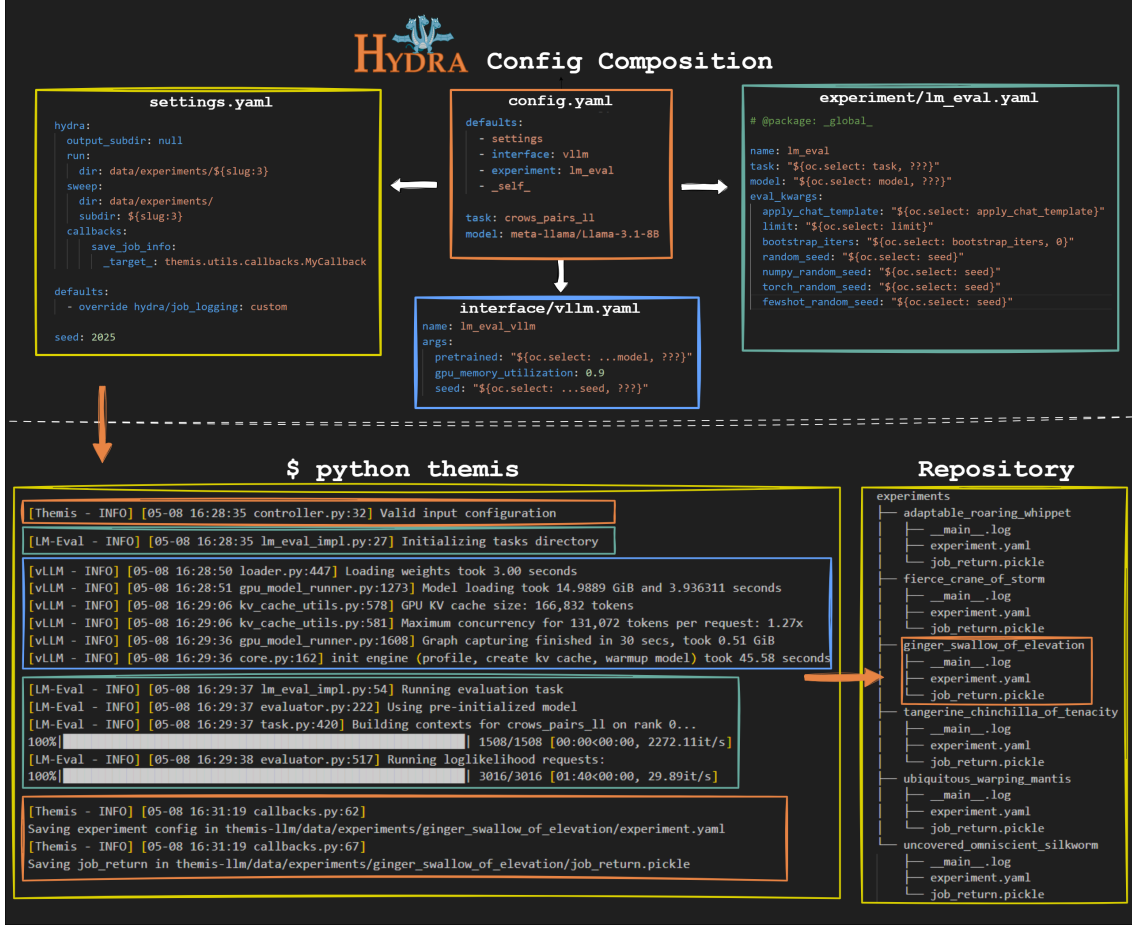 HYDRA Config Composition
settings.yaml
hydra:
output_subdir: null
run:
dir: data/experiments/${slug:3}
sweep:
dir: data/experiments/
subdir: ${slug:3}
callbacks:
save_job_info:
_target_: themis.utils.callbacks.MyCallback
defaults:
- override hydra/job_logging: custom
seed: 2025
config.yaml
defaults:
- settings
- interface: vllm
- experiment: lm_eval
- _self_
task: crows_pairs_ll
model: meta-llama/Llama-3.1-8B
experiment/lm_eval.yaml
# @package: _global_
name: lm_eval
task: "${oc.select: task, ???}"
model: "${oc.select: model, ???}"
eval_kwargs:
apply_chat_template: "${oc.select: apply_chat_template}"
limit: "${oc.select: limit}"
bootstrap_iters: "${oc.select: bootstrap_iters, 0}"
random_seed: "${oc.select: seed}"
numpy_random_seed: "${oc.select: seed}"
torch_random_seed: "${oc.select: seed}"
fewshot_random_seed: "${oc.select: seed}"
interface/vllm.yaml
name: lm_eval_vllm
args:
pretrained: "${oc.select: ...model, ???}"
gpu_memory_utilization: 0.9
seed: "${oc.select: ...seed, ???}"
$ python themis
[Themis - INFO] [05-08 16:28:35 controller.py:32] Valid input configuration
[LM-Eval - INFO] [05-08 16:28:35 lm_eval_impl.py:27] Initializing tasks directory
[vLLM - INFO] [05-08 16:28:50 loader.py:447] Loading weights took 3.00 seconds
[vLLM - INFO] [05-08 16:28:51 gpu_model_runner.py:1273] Model loading took 14.9889 GiB and 3.936311 seconds
[vLLM - INFO] [05-08 16:29:06 kv_cache_utils.py:578] GPU KV cache size: 166,832 tokens
[vLLM - INFO] [05-08 16:29:06 kv_cache_utils.py:581] Maximum concurrency for 131,072 tokens per request: 1.27x
[vLLM - INFO] [05-08 16:29:36 gpu_model_runner.py:1608] Graph capturing finished in 30 secs, took 0.51 GiB
[vLLM - INFO] [05-08 16:29:36 core.py:162] init engine (profile, create kv cache, warmup model) took 45.58 seconds
[LM-Eval - INFO] [05-08 16:29:37 lm_eval_impl.py:54] Running evaluation task
[LM-Eval - INFO] [05-08 16:29:37 evaluator.py:222] Using pre-initialized model
[LM-Eval - INFO] [05-08 16:29:37 task.py:420] Building contexts for crows_pairs_ll on rank 0...
100%| | 1508/1508 [00:00<00:00, 2272.11it/s]
[LM-Eval - INFO] [05-08 16:29:38 evaluator.py:517] Running loglikelihood requests:
100%| | 3016/3016 [01:40<00:00, 29.89it/s]
[Themis - INFO] [05-08 16:31:19 callbacks.py:62]
Saving experiment config in themis-llm/data/experiments/ginger_swallow_of_elevation/experiment.yaml
[Themis - INFO] [05-08 16:31:19 callbacks.py:67]
Saving job_return in themis-llm/data/experiments/ginger_swallow_of_elevation/job_return.pickle
Repository
experiments
adaptable_roaring_whippet
__main__.log
experiment.yaml
job_return.pickle
fierce_crane_of_storm
__main__.log
experiment.yaml
job_return.pickle
ginger_swallow_of_elevation
__main__.log
experiment.yaml
job_return.pickle
tangerine_chinchilla_of_tenacity
__main__.log
experiment.yaml
job_return.pickle
ubiquitous_warping_mantis
__main__.log
experiment.yaml
job_return.pickle
uncovered_omniscient_silkworm
__main__.log
experiment.yaml
job_return.pickle